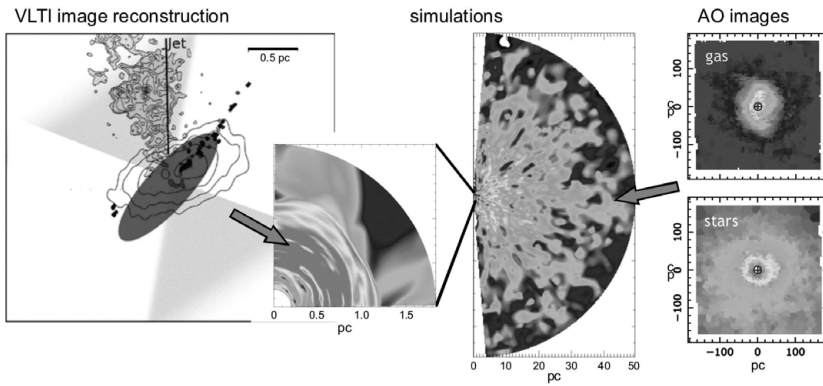 VLTI image reconstruction
simulations
AO images
Jet
0.5 pc
0 0.5 1.0 1.5
pc
0 10 20 30 40 50
pc
gas
100
0
-100
pc
stars
100
0
-100
pc
-100 0 100
pc